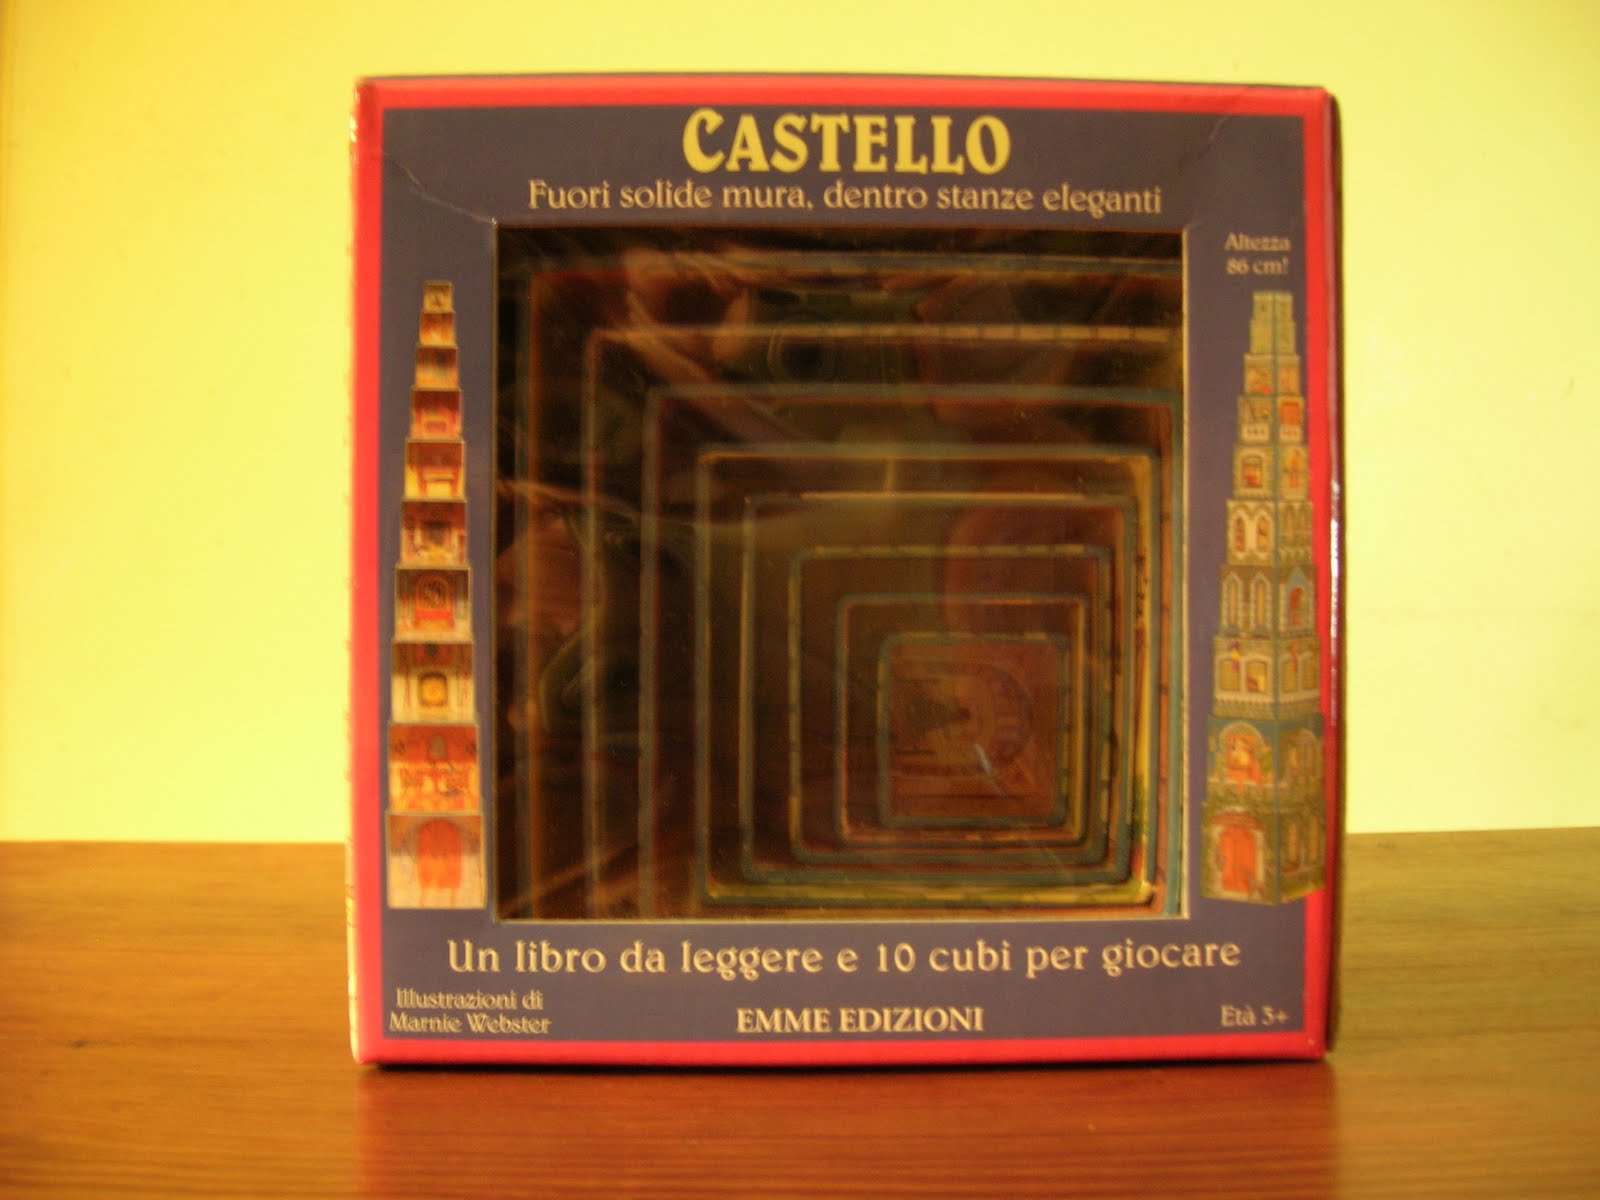 CASTELLO
Fuori solide mura, dentro stanze eleganti
Altezza
86 cm!
Un libro da leggere e 10 cubi per giocare
Illustrazioni di
Marnie Webster
EMME EDIZIONI
Età 3+